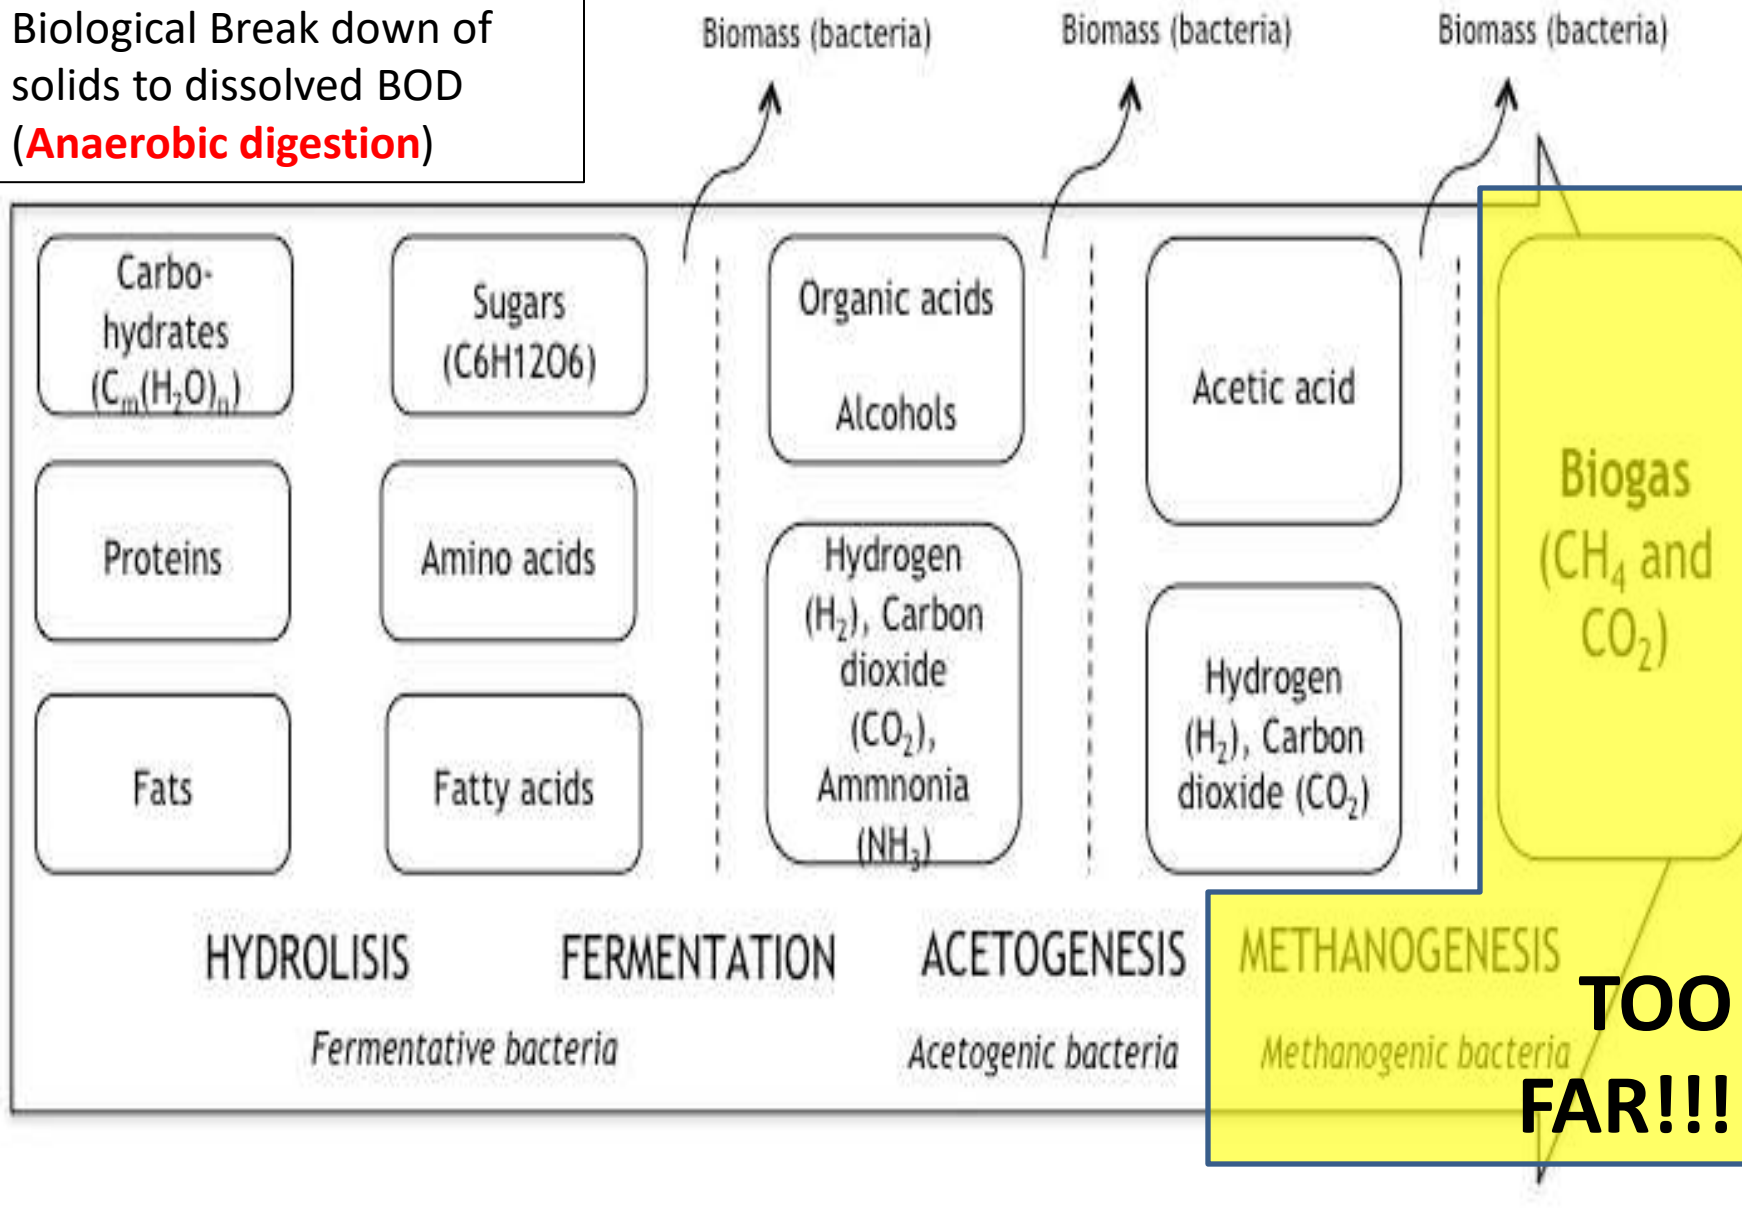 Biological Break down of
solids to dissolved BOD
(Anaerobic digestion)
Biomass (bacteria)
Biomass (bacteria)
Biomass (bacteria)
Carbo-
hydrates
(Cₘ(H₂O)ₙ)
Proteins
Fats
Sugars
(C6H12O6)
Amino acids
Fatty acids
Organic acids
Alcohols
Hydrogen
(H₂), Carbon
dioxide
(CO₂),
Ammnonia
(NH₃)
Acetic acid
Hydrogen
(H₂), Carbon
dioxide (CO₂)
Biogas
(CH₄ and
CO₂)
HYDROLISIS
FERMENTATION
ACETOGENESIS
METHANOGENESIS
Fermentative bacteria
Acetogenic bacteria
Methanogenic bacteria
TOO
FAR!!!